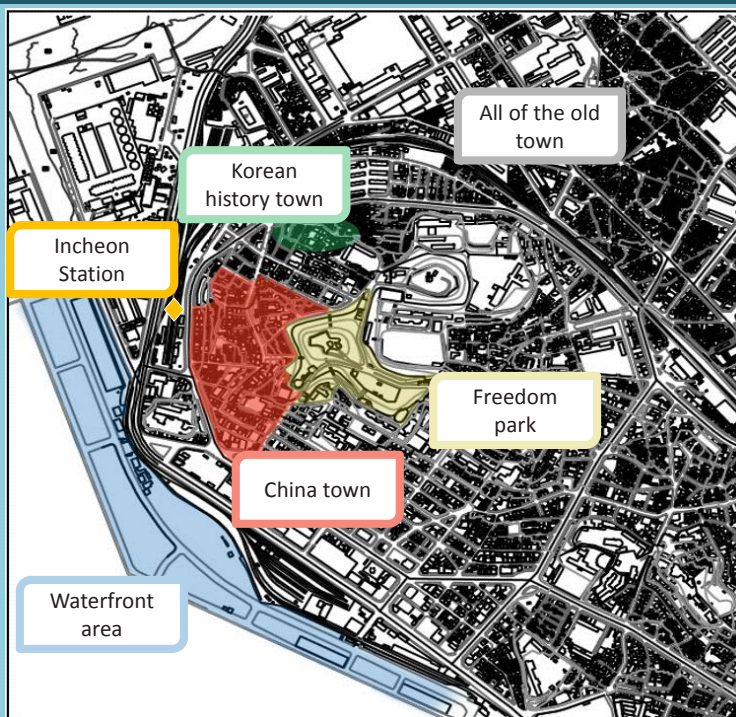 All of the old
town
Korean
history town
Incheon
Station
Freedom
park
China town
Waterfront
area